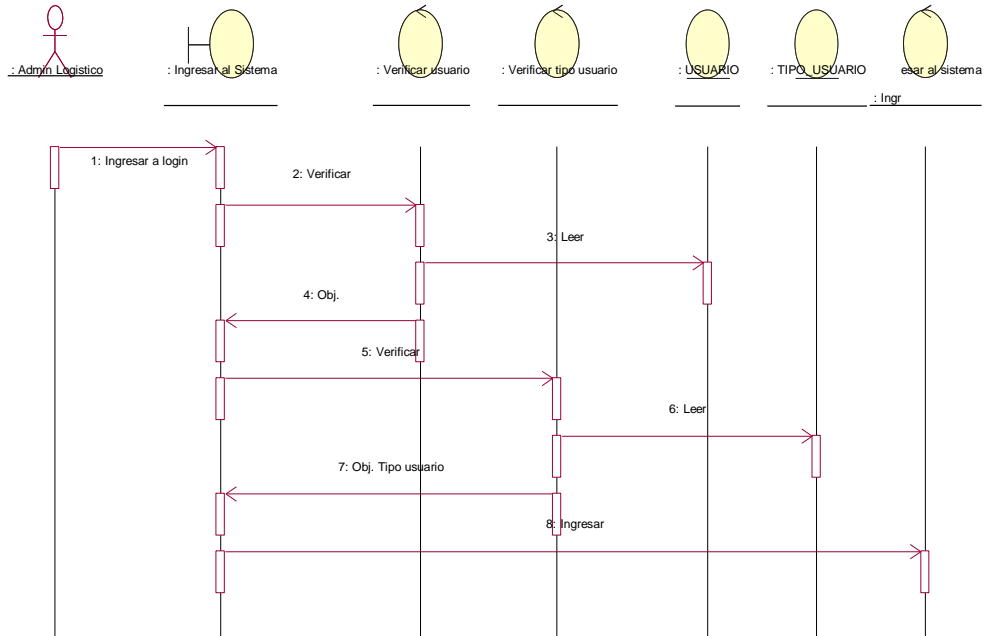 : Admin Logistico
: Ingresar al Sistema
: Verificar usuario
: Verificar tipo usuario
: USUARIO
: TIPO_USUARIO
esar al sistema
: Ingr
1: Ingresar a login
2: Verificar
3: Leer
4: Obj.
5: Verificar
6: Leer
7: Obj. Tipo usuario
8: Ingresar